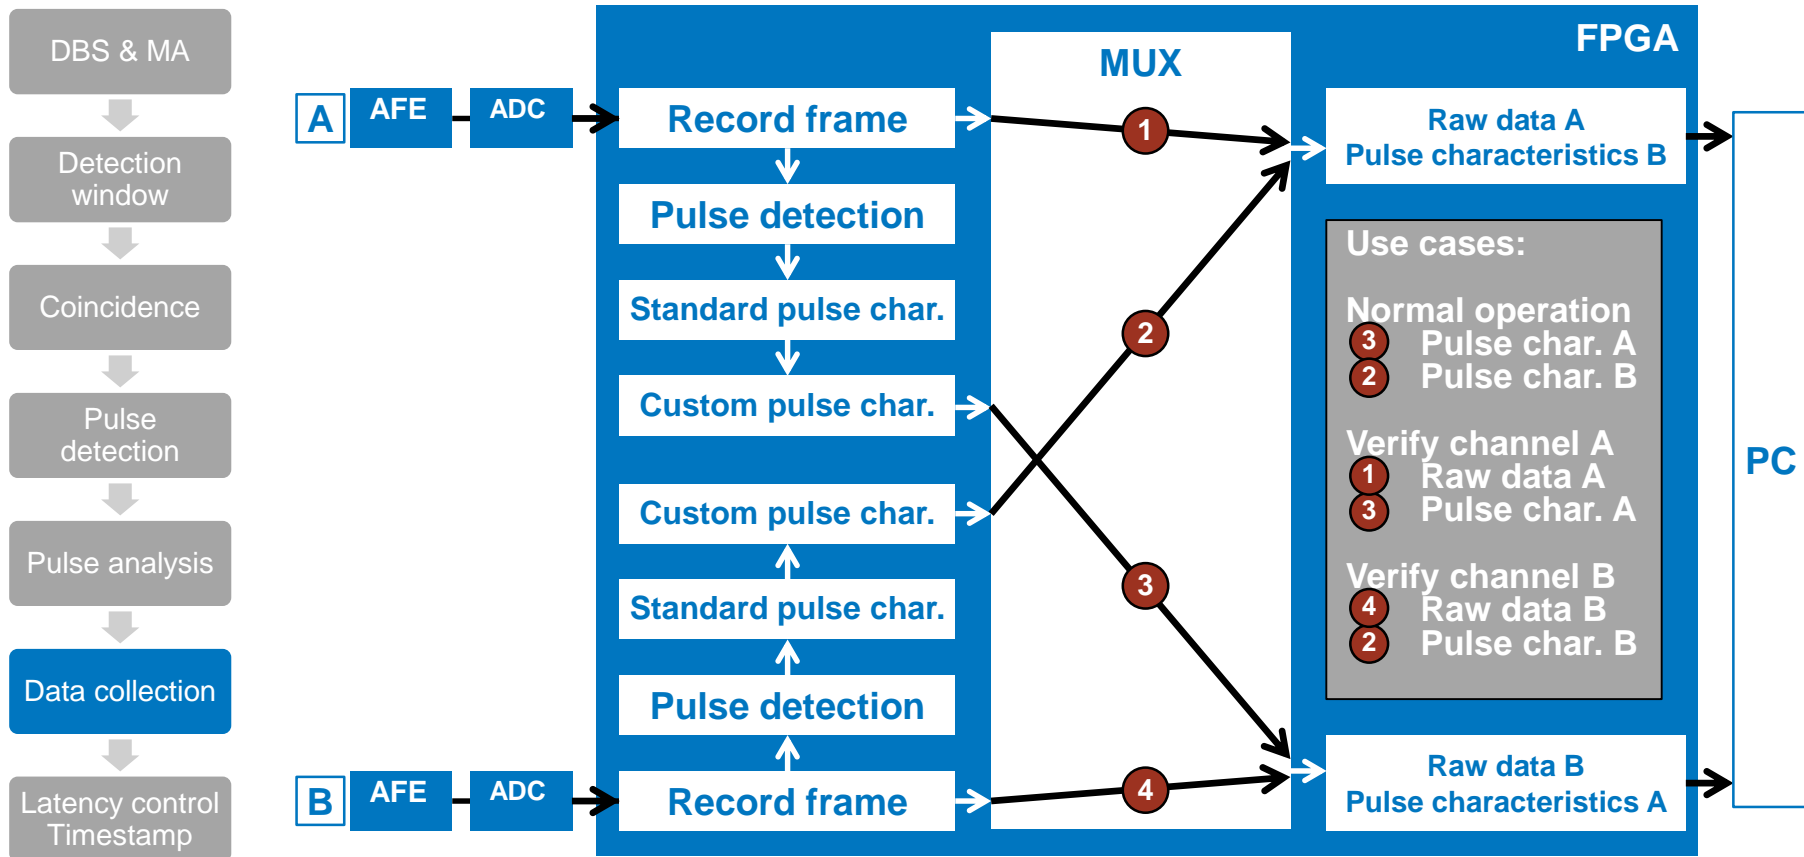 DBS & MA
Detection
window
Coincidence
Pulse
detection
Pulse analysis
Data collection
Latency control
Timestamp
FPGA
MUX
A
AFE
ADC
Record frame
Pulse detection
Standard pulse char.
Custom pulse char.
Custom pulse char.
Standard pulse char.
Pulse detection
B
AFE
ADC
Record frame
1
2
3
4
Raw data A
Pulse characteristics B
Use cases:
Normal operation
3 Pulse char. A
2 Pulse char. B
Verify channel A
1 Raw data A
3 Pulse char. A
Verify channel B
4 Raw data B
2 Pulse char. B
Raw data B
Pulse characteristics A
PC